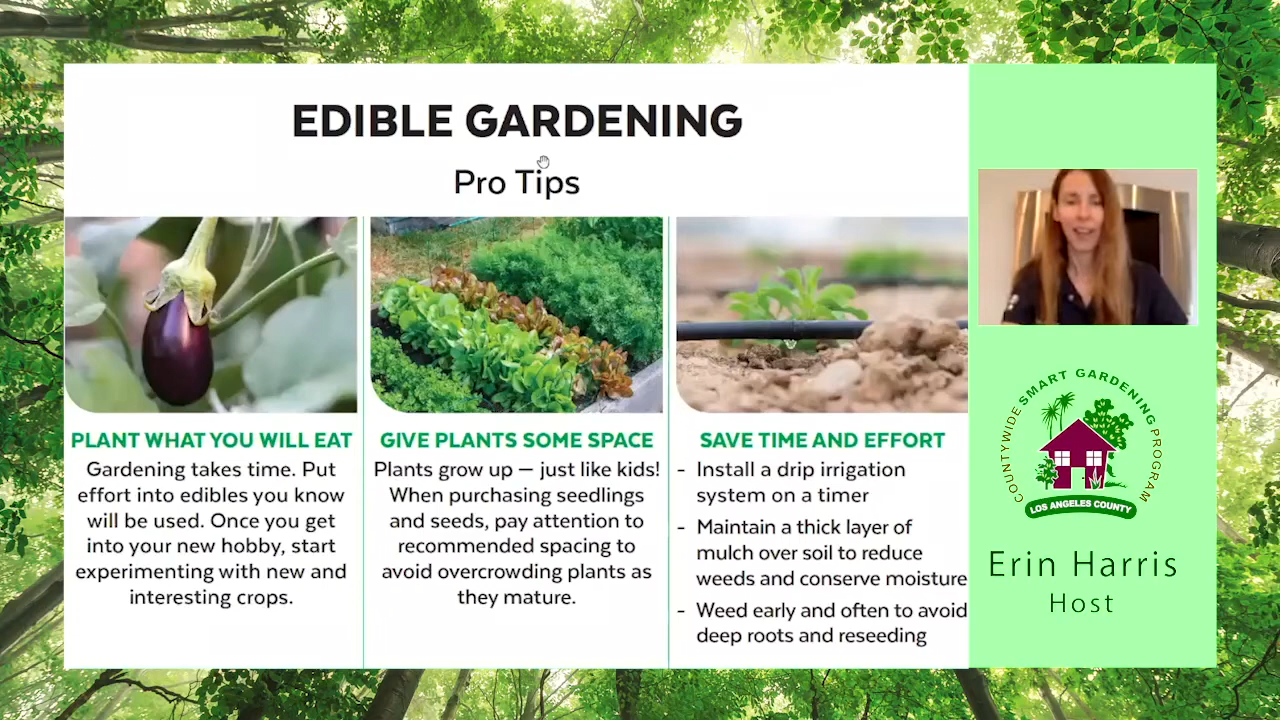 EDIBLE GARDENING
Pro Tips
PLANT WHAT YOU WILL EAT
Gardening takes time. Put
effort into edibles you know
will be used. Once you get
into your new hobby, start
experimenting with new and
interesting crops.
GIVE PLANTS SOME SPACE
Plants grow up — just like kids!
When purchasing seedlings
and seeds, pay attention to
recommended spacing to
avoid overcrowding plants as
they mature.
SAVE TIME AND EFFORT
- Install a drip irrigation
system on a timer
- Maintain a thick layer of
mulch over soil to reduce
weeds and conserve moisture
- Weed early and often to avoid
deep roots and reseeding
COUNTYWIDE SMART GARDENING PROGRAM
LOS ANGELES COUNTY
Erin Harris
Host